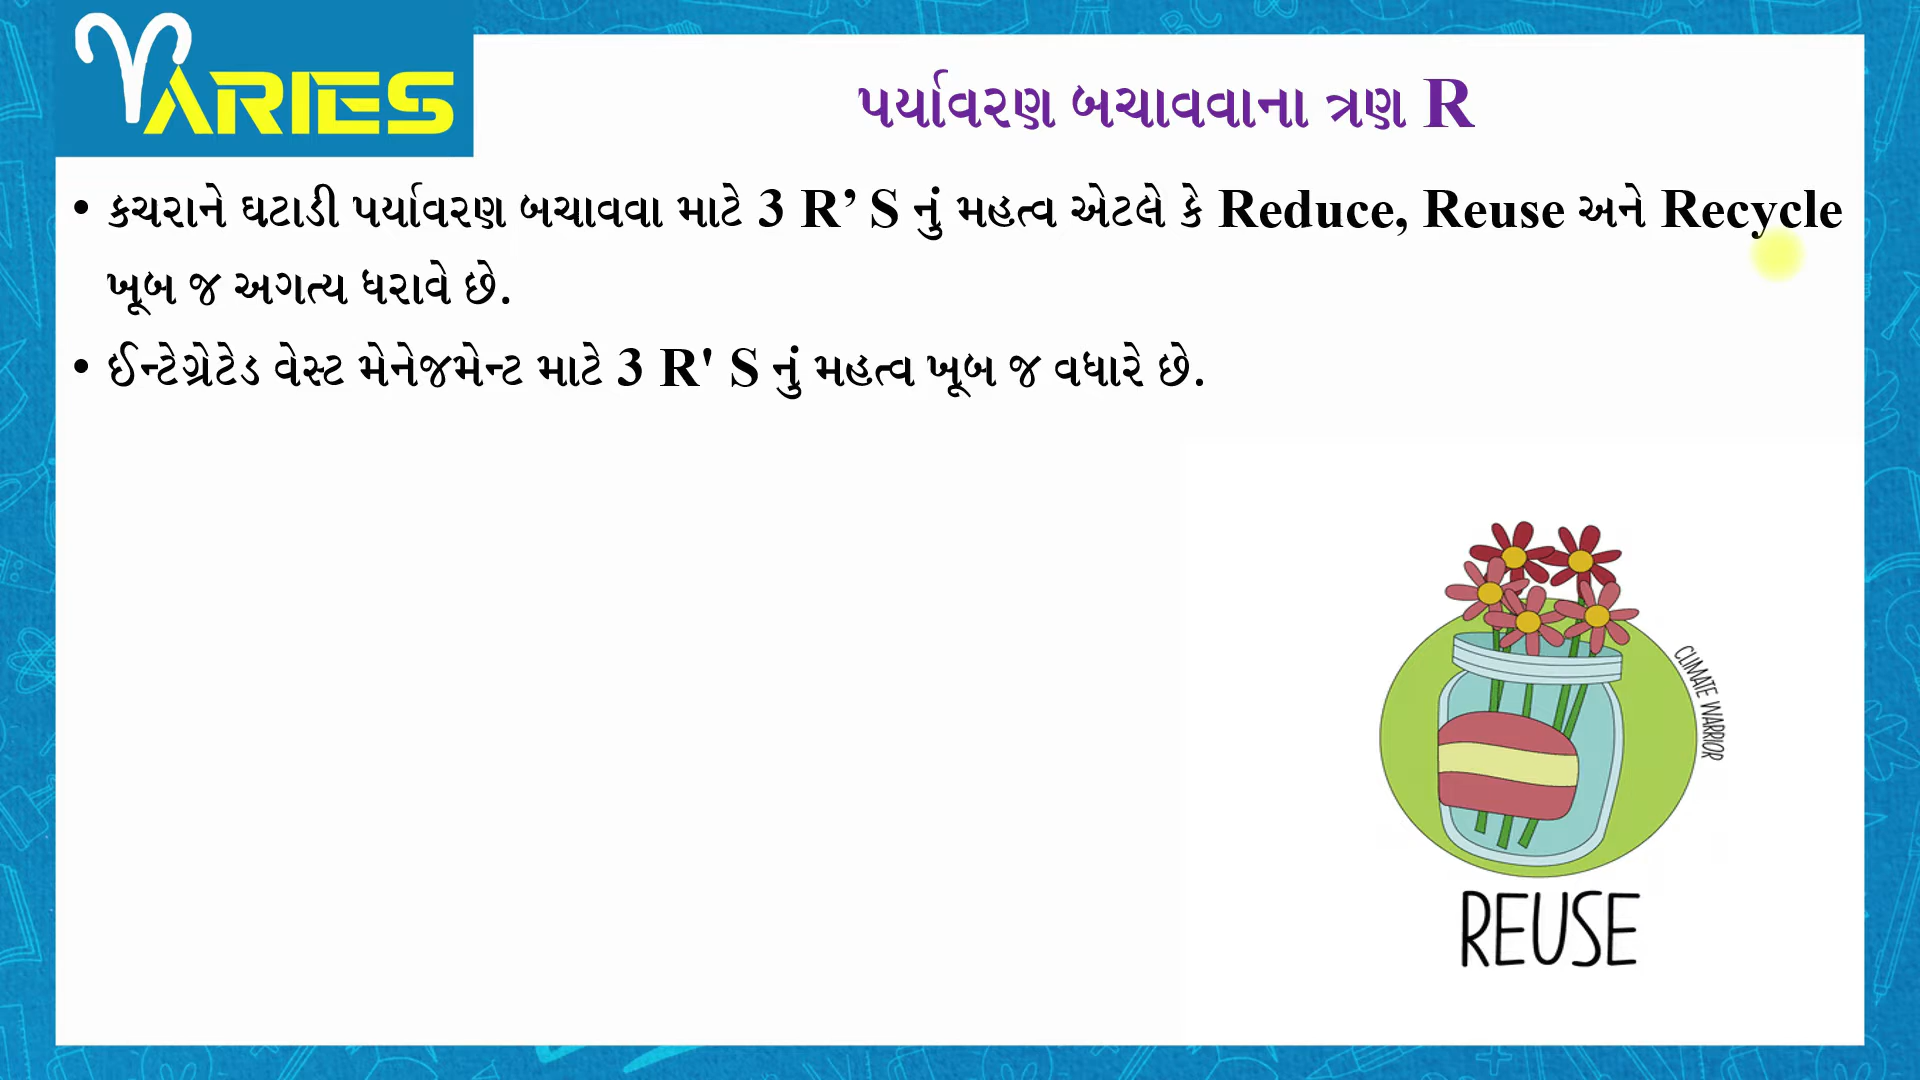 ARIES
પર્યાવરણ બચાવવાના ત્રણ R
• કચરાને ઘટાડી પર્યાવરણ બચાવવા માટે 3 R’ S નું મહત્વ એટલે કે Reduce, Reuse અને Recycle
ખૂબ જ અગત્ય ધરાવે છે.
• ઈન્ટેગ્રેટેડ વેસ્ટ મેનેજમેન્ટ માટે 3 R' S નું મહત્વ ખૂબ જ વધારે છે.
CLIMATE WARRIOR
REUSE